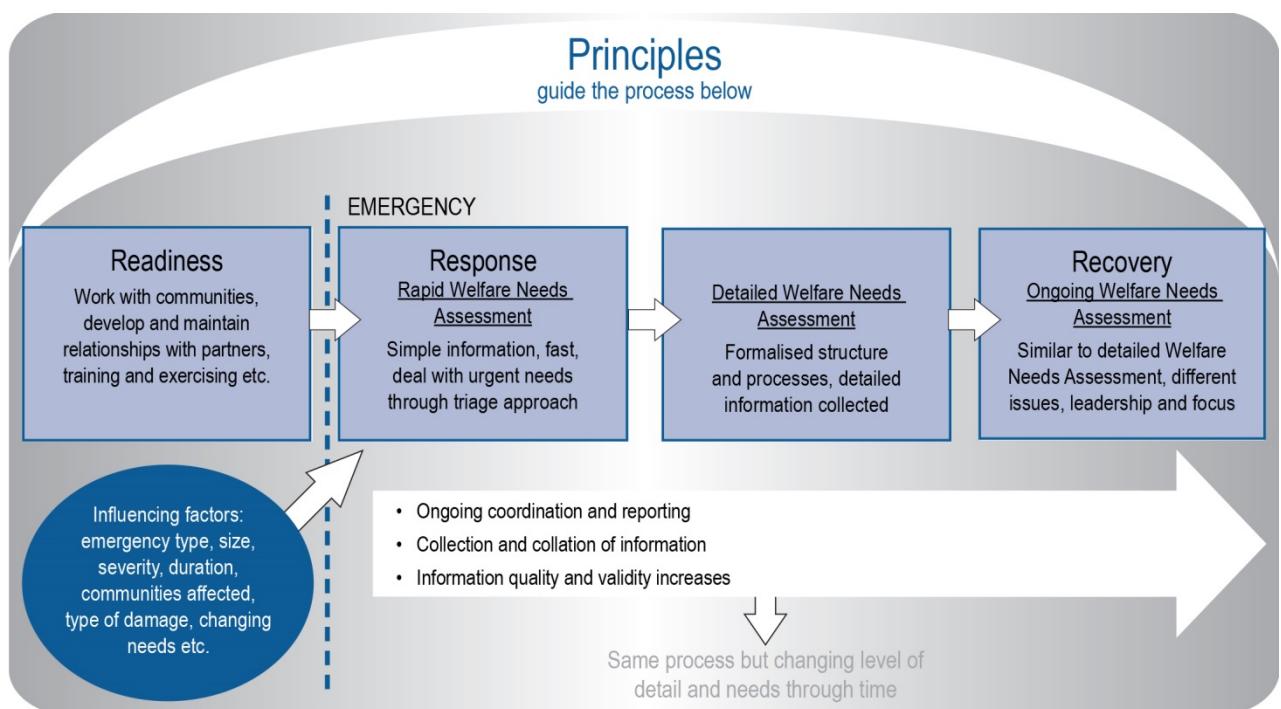 Principles
guide the process below
EMERGENCY
Readiness
Work with communities,
develop and maintain
relationships with partners,
training and exercising etc.
Response
Rapid Welfare Needs
Assessment
Simple information, fast,
deal with urgent needs
through triage approach
Detailed Welfare Needs
Assessment
Formalised structure
and processes, detailed
information collected
Recovery
Ongoing Welfare Needs
Assessment
Similar to detailed Welfare
Needs Assessment, different
issues, leadership and focus
Influencing factors:
emergency type, size,
severity, duration,
communities affected,
type of damage, changing
needs etc.
• Ongoing coordination and reporting
• Collection and collation of information
• Information quality and validity increases
Same process but changing level of
detail and needs through time